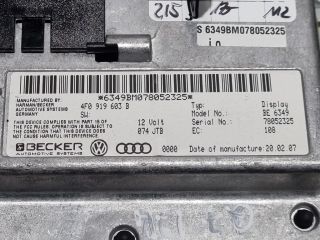 2153 B M2
S 6349BM078052325
i.o
*6349BM078052325*
MANUFACTURED BY:
HARMAN/BECKER
AUTOMOTIVE SYSTEMS
GERMANY
4F0 919 603 B
SW:
Typ: Display
Model No.: BE 6349
Serial No.: 78052325
EC: 108
THIS DEVICE COMPLIES WITH PART 15 OF
THE FCC RULES. OPERATION IS SUBJECT TO
THE CONDITION THAT THIS DEVICE DOES NOT
CAUSE HARMFUL INTERFERENCE
12 Volt
074 JTB
BECKER
AUTOMOTIVE SYSTEMS
0000
Date of Manufacture: 20.02.07